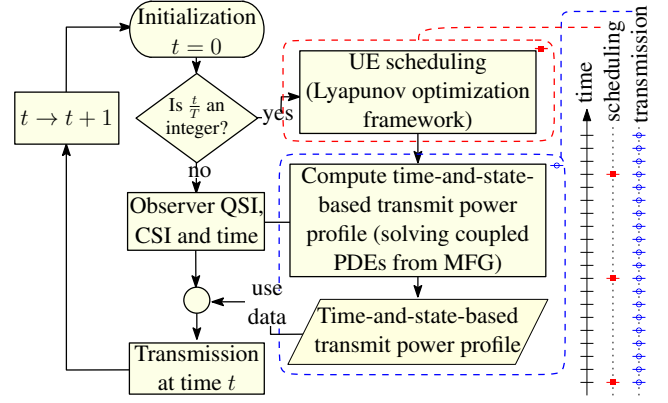 Initialization
t = 0
Is t/T an
integer?
yes
no
t → t + 1
Observer QSI,
CSI and time
Transmission
at time t
UE scheduling
(Lyapunov optimization
framework)
Compute time-and-state-
based transmit power
profile (solving coupled
PDEs from MFG)
use
data
Time-and-state-based
transmit power profile
time
scheduling
transmission